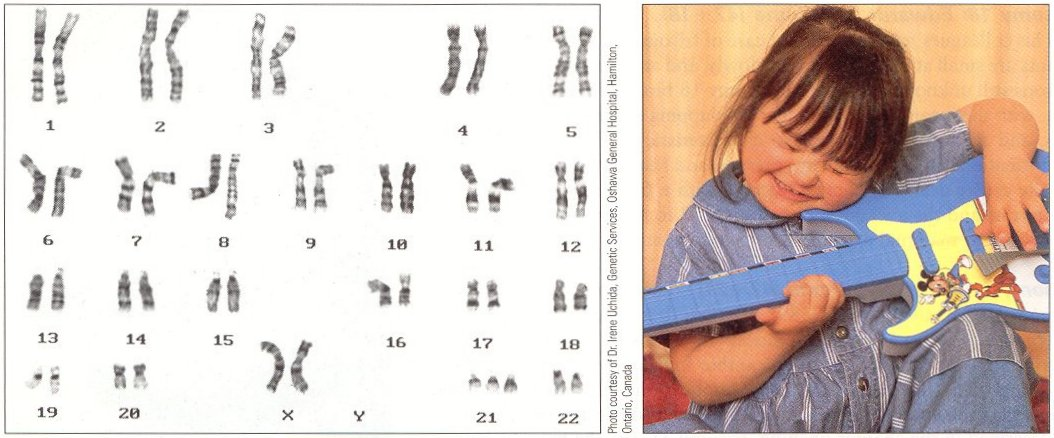 1 2 3 4 5
6 7 8 9 10 11 12
13 14 15 16 17 18
19 20 X Y 21 22
Photo courtesy of Dr. Irene Uchida, Genetic Services, Oshawa General Hospital, Hamilton,
Ontario, Canada